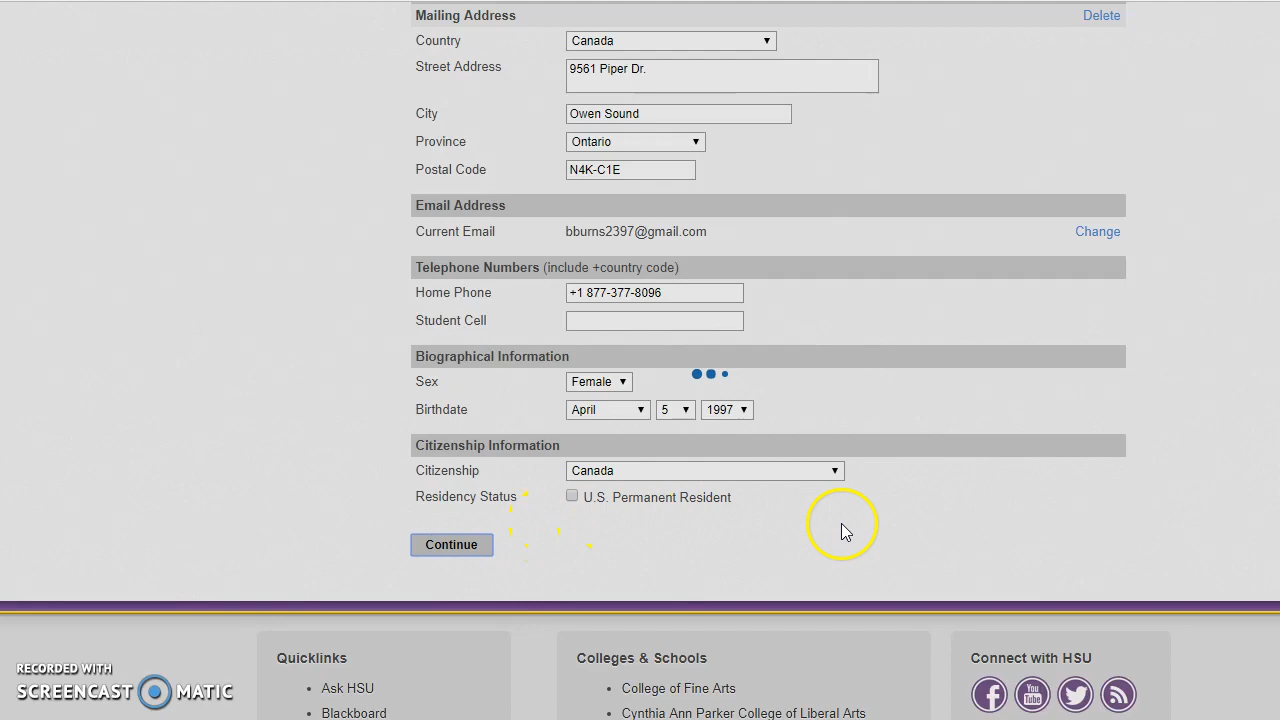 Mailing Address Delete
Country Canada
Street Address 9561 Piper Dr.
City Owen Sound
Province Ontario
Postal Code N4K-C1E
Email Address
Current Email bburns2397@gmail.com Change
Telephone Numbers (include +country code)
Home Phone +1 877-377-8096
Student Cell
Biographical Information
Sex Female
Birthdate April 5 1997
Citizenship Information
Citizenship Canada
Residency Status U.S. Permanent Resident
Continue
Quicklinks Colleges & Schools Connect with HSU
• Ask HSU • College of Fine Arts
• Blackboard • Cynthia Ann Parker College of Liberal Arts
You Tube
RECORDED WITH
SCREENCAST MATIC